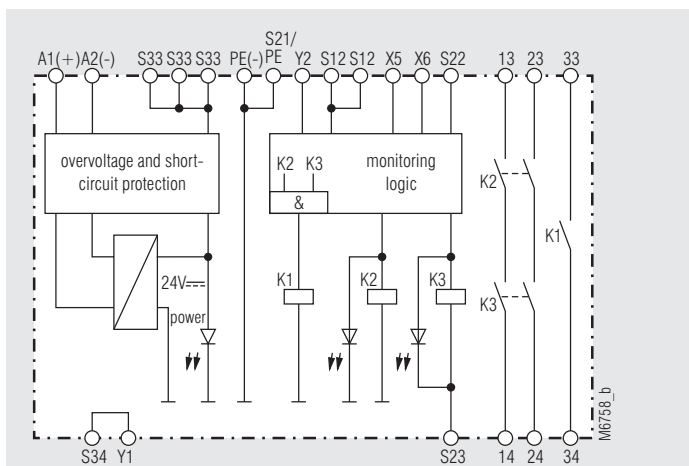 S21/
A1(+) A2(-) S33 S33 S33 PE(-) PE Y2 S12 S12 X5 X6 S22 13 23 33
overvoltage and short-
circuit protection
K2 K3
monitoring
logic
&
K2
K1
24V
K1 K2 K3
K3
power
M6758_b
S34 Y1 S23 14 24 34